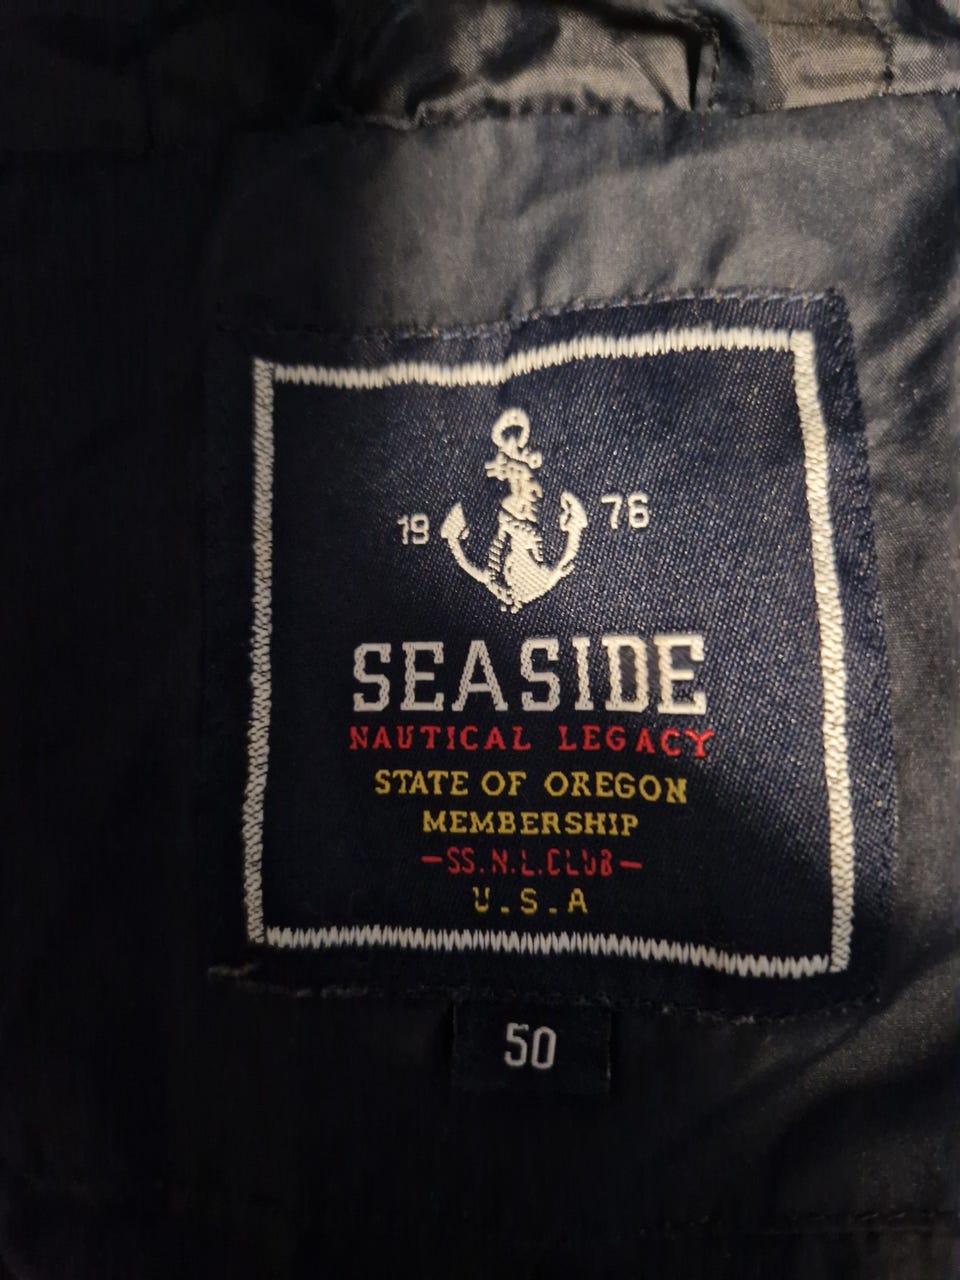 19 76
SEASIDE
NAUTICAL LEGACY
STATE OF OREGON
MEMBERSHIP
-SS.N.L.CLUB-
U.S.A
50